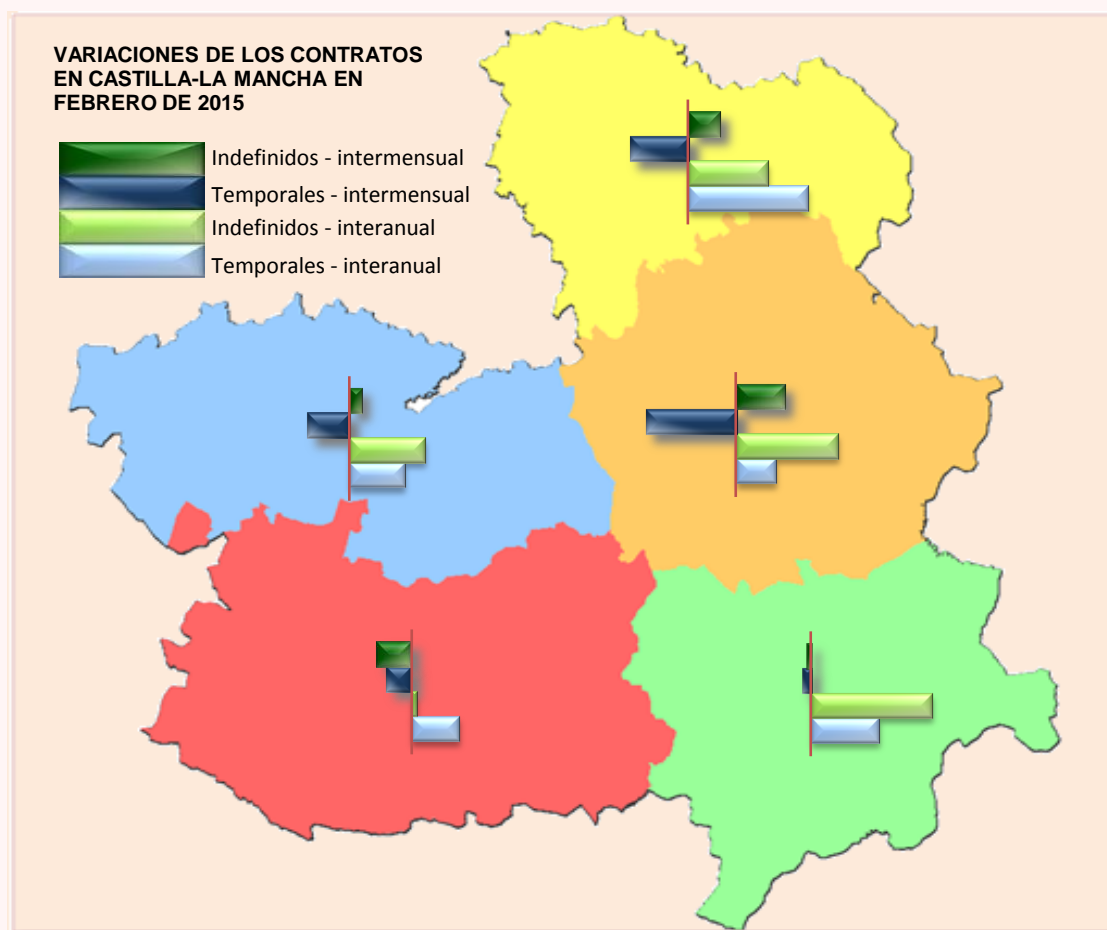 VARIACIONES DE LOS CONTRATOS
EN CASTILLA-LA MANCHA EN
FEBRERO DE 2015
Indefinidos - intermensual
Temporales - intermensual
Indefinidos - interanual
Temporales - interanual